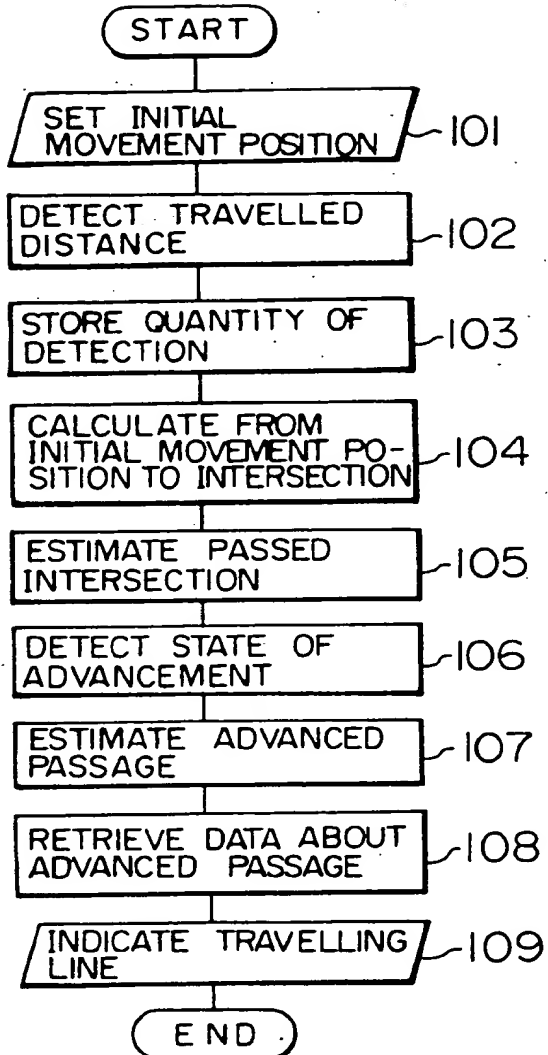 START
SET INITIAL
MOVEMENT POSITION
101
DETECT TRAVELLED
DISTANCE
102
STORE QUANTITY OF
DETECTION
103
CALCULATE FROM
INITIAL MOVEMENT PO-
SITION TO INTERSECTION
104
ESTIMATE PASSED
INTERSECTION
105
DETECT STATE OF
ADVANCEMENT
106
ESTIMATE ADVANCED
PASSAGE
107
RETRIEVE DATA ABOUT
ADVANCED PASSAGE
108
INDICATE TRAVELLING
LINE
109
END